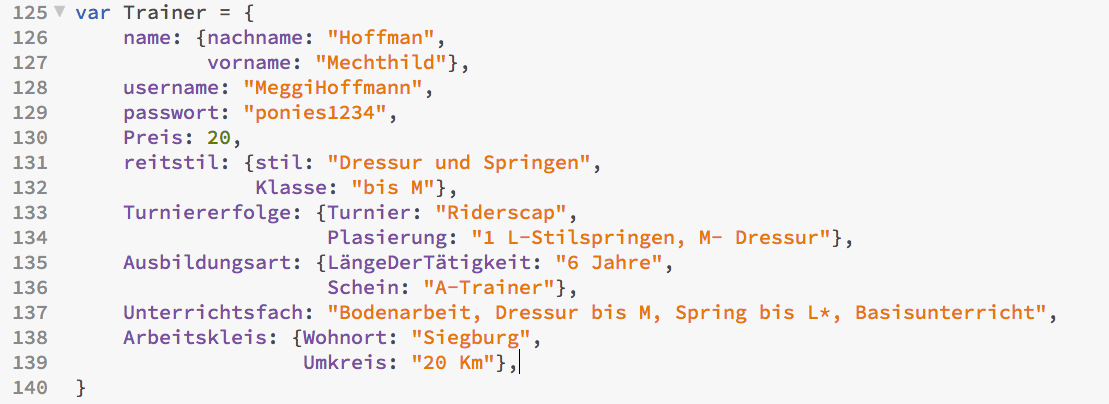 125 var Trainer = {
126 name: {nachname: "Hoffman",
127 vorname: "Mechthild"},
128 username: "MeggiHoffmann",
129 passwort: "ponies1234",
130 Preis: 20,
131 reitstil: {stil: "Dressur und Springen",
132 Klasse: "bis M"},
133 Turniererfolge: {Turnier: "Riderscap",
134 Plasierung: "1 L-Stilspringen, M- Dressur"},
135 Ausbildungsart: {LängeDerTätigkeit: "6 Jahre",
136 Schein: "A-Trainer"},
137 Unterrichtsfach: "Bodenarbeit, Dressur bis M, Spring bis L*, Basisunterricht",
138 Arbeitskleis: {Wohnort: "Siegburg",
139 Umkreis: "20 Km"},
140 }